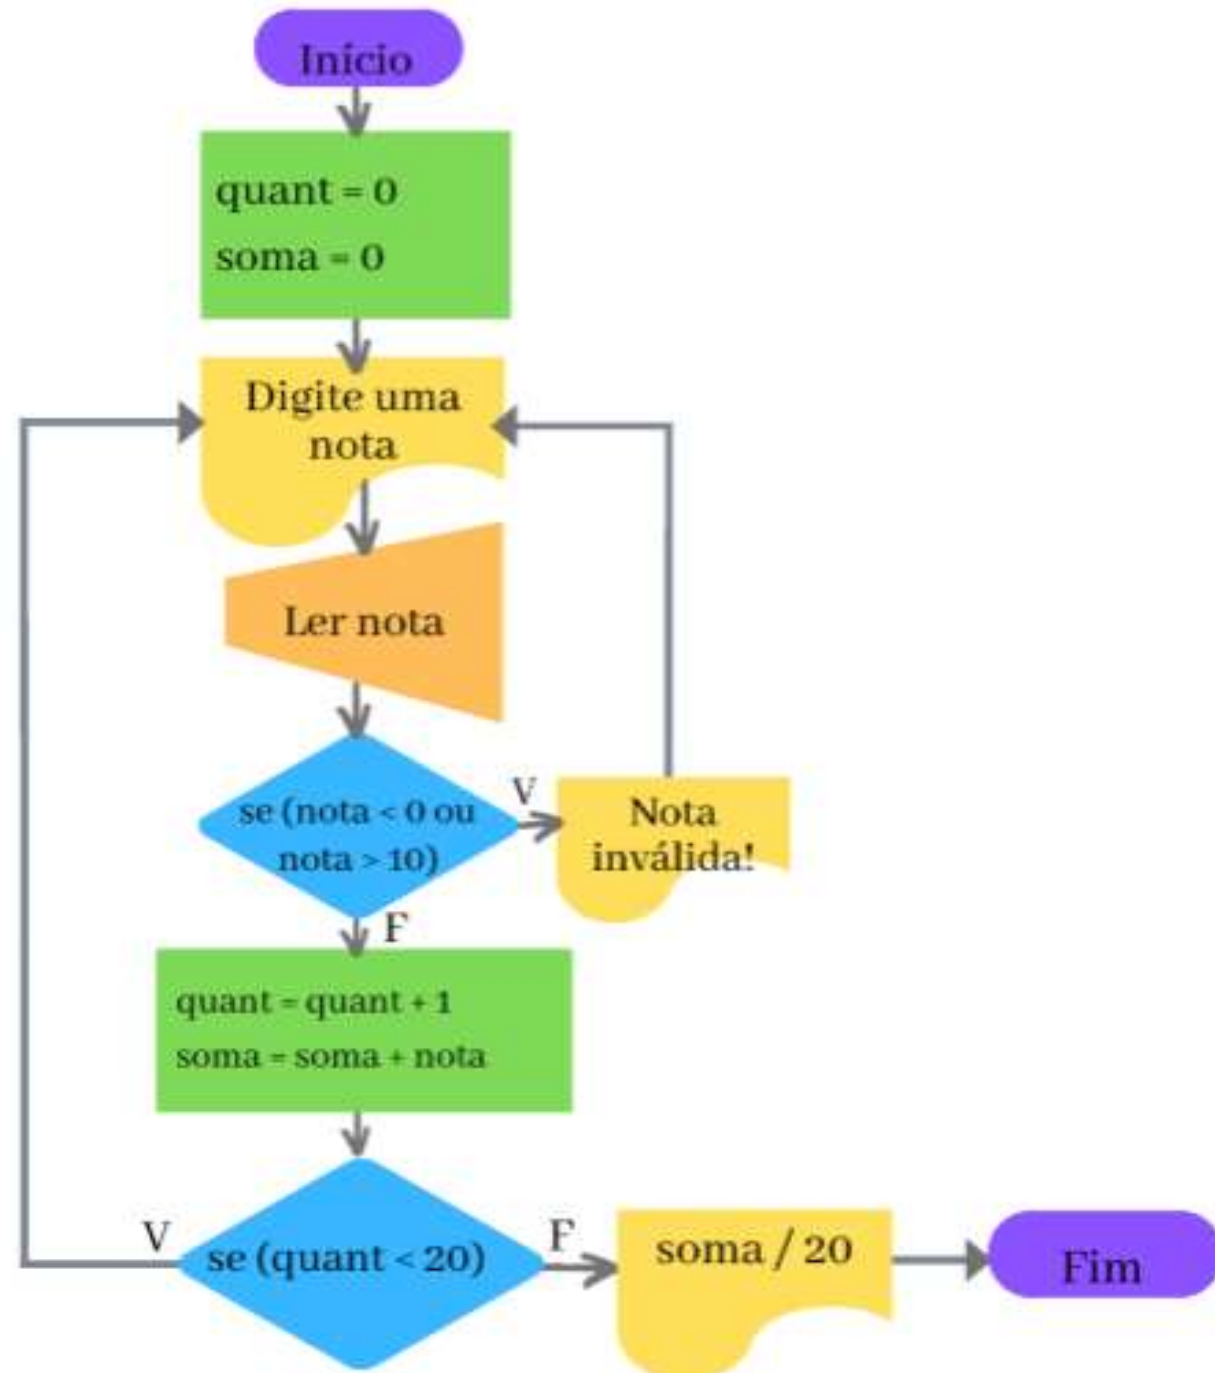 Início
quant = 0
soma = 0
Digite uma
nota
Ler nota
se (nota < 0 ou
nota > 10)
V
Nota
inválida!
F
quant = quant + 1
soma = soma + nota
V
se (quant < 20)
F
soma / 20
Fim